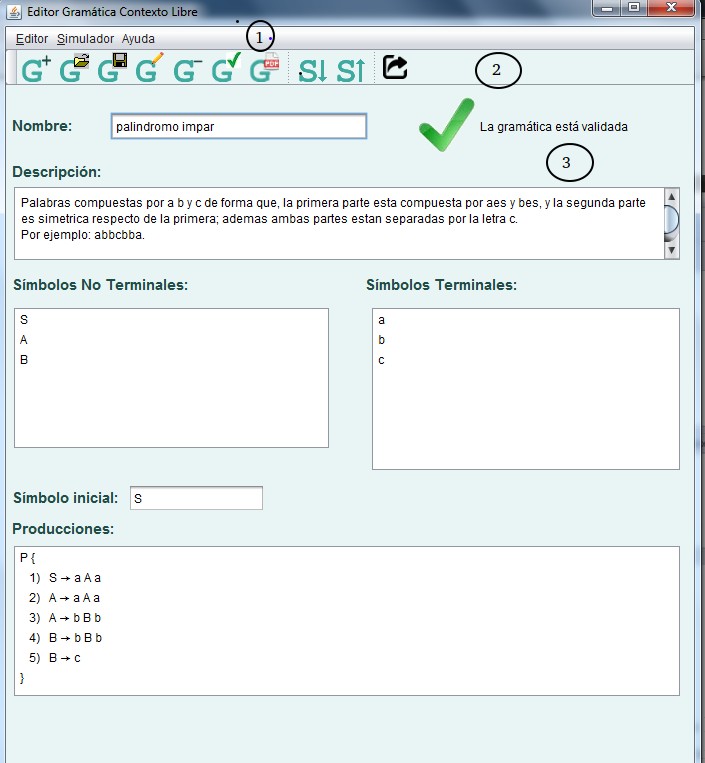 Editor Gramática Contexto Libre
1
Editor Simulador Ayuda
G+ G G G G− G G PDF S↓ S↑
2
Nombre: palindromo impar
La gramática está validada
3
Descripción:
Palabras compuestas por a b y c de forma que, la primera parte esta compuesta por aes y bes, y la segunda parte
es simetrica respecto de la primera; ademas ambas partes estan separadas por la letra c.
Por ejemplo: abbcbba.
Símbolos No Terminales:
S
A
B
Símbolos Terminales:
a
b
c
Símbolo inicial: S
Producciones:
P {
1) S → a A a
2) A → a A a
3) A → b B b
4) B → b B b
5) B → c
}